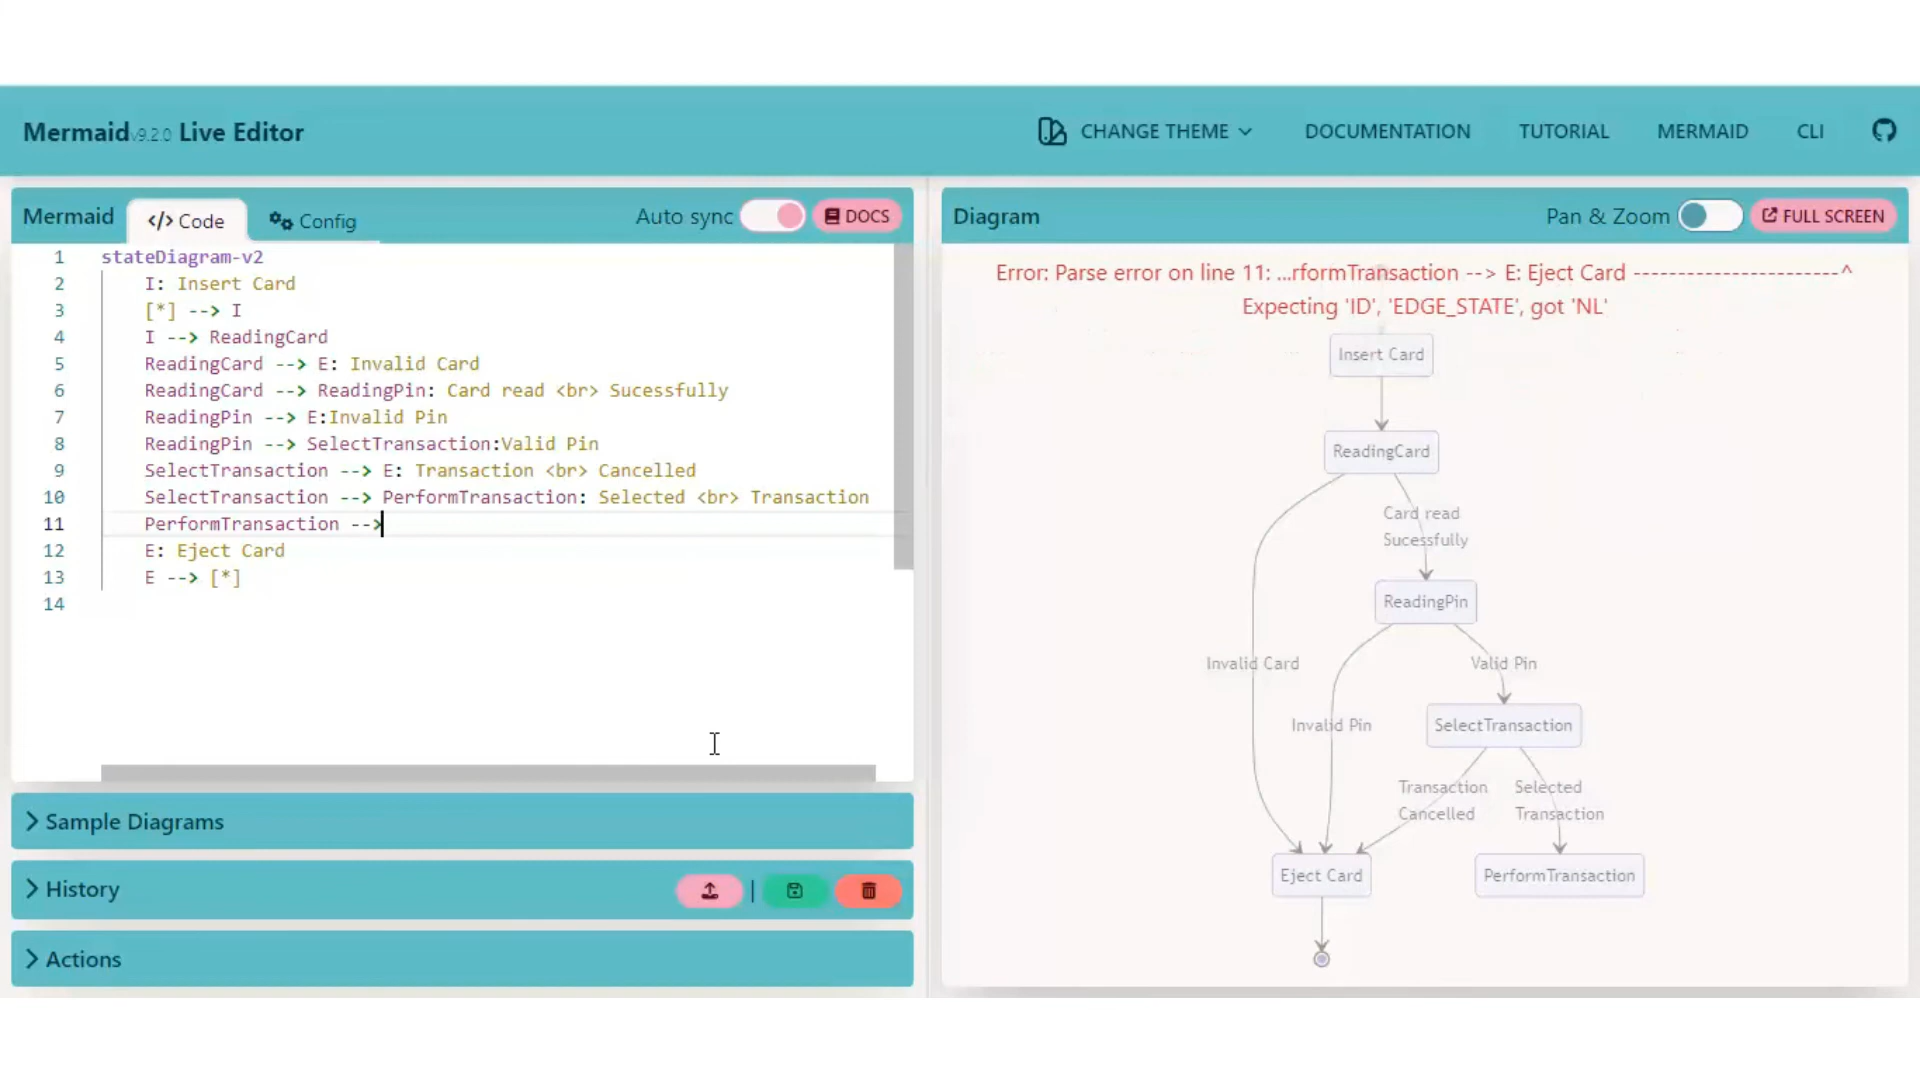 Mermaidv9.2.0 Live Editor
CHANGE THEME
DOCUMENTATION
TUTORIAL
MERMAID
CLI
Mermaid
</> Code
Config
Auto sync
DOCS
1 stateDiagram-v2
2 I: Insert Card
3 [*] --> I
4 I --> ReadingCard
5 ReadingCard --> E: Invalid Card
6 ReadingCard --> ReadingPin: Card read <br> Sucessfully
7 ReadingPin --> E:Invalid Pin
8 ReadingPin --> SelectTransaction:Valid Pin
9 SelectTransaction --> E: Transaction <br> Cancelled
10 SelectTransaction --> PerformTransaction: Selected <br> Transaction
11 PerformTransaction -->
12 E: Eject Card
13 E --> [*]
14
Sample Diagrams
History
|
Actions
Diagram
Pan & Zoom
FULL SCREEN
Error: Parse error on line 11: ...rformTransaction --> E: Eject Card -----------------------^
Expecting 'ID', 'EDGE_STATE', got 'NL'
Insert Card
ReadingCard
Card read
Sucessfully
ReadingPin
Invalid Card
Valid Pin
Invalid Pin
SelectTransaction
Transaction
Cancelled
Selected
Transaction
Eject Card
PerformTransaction